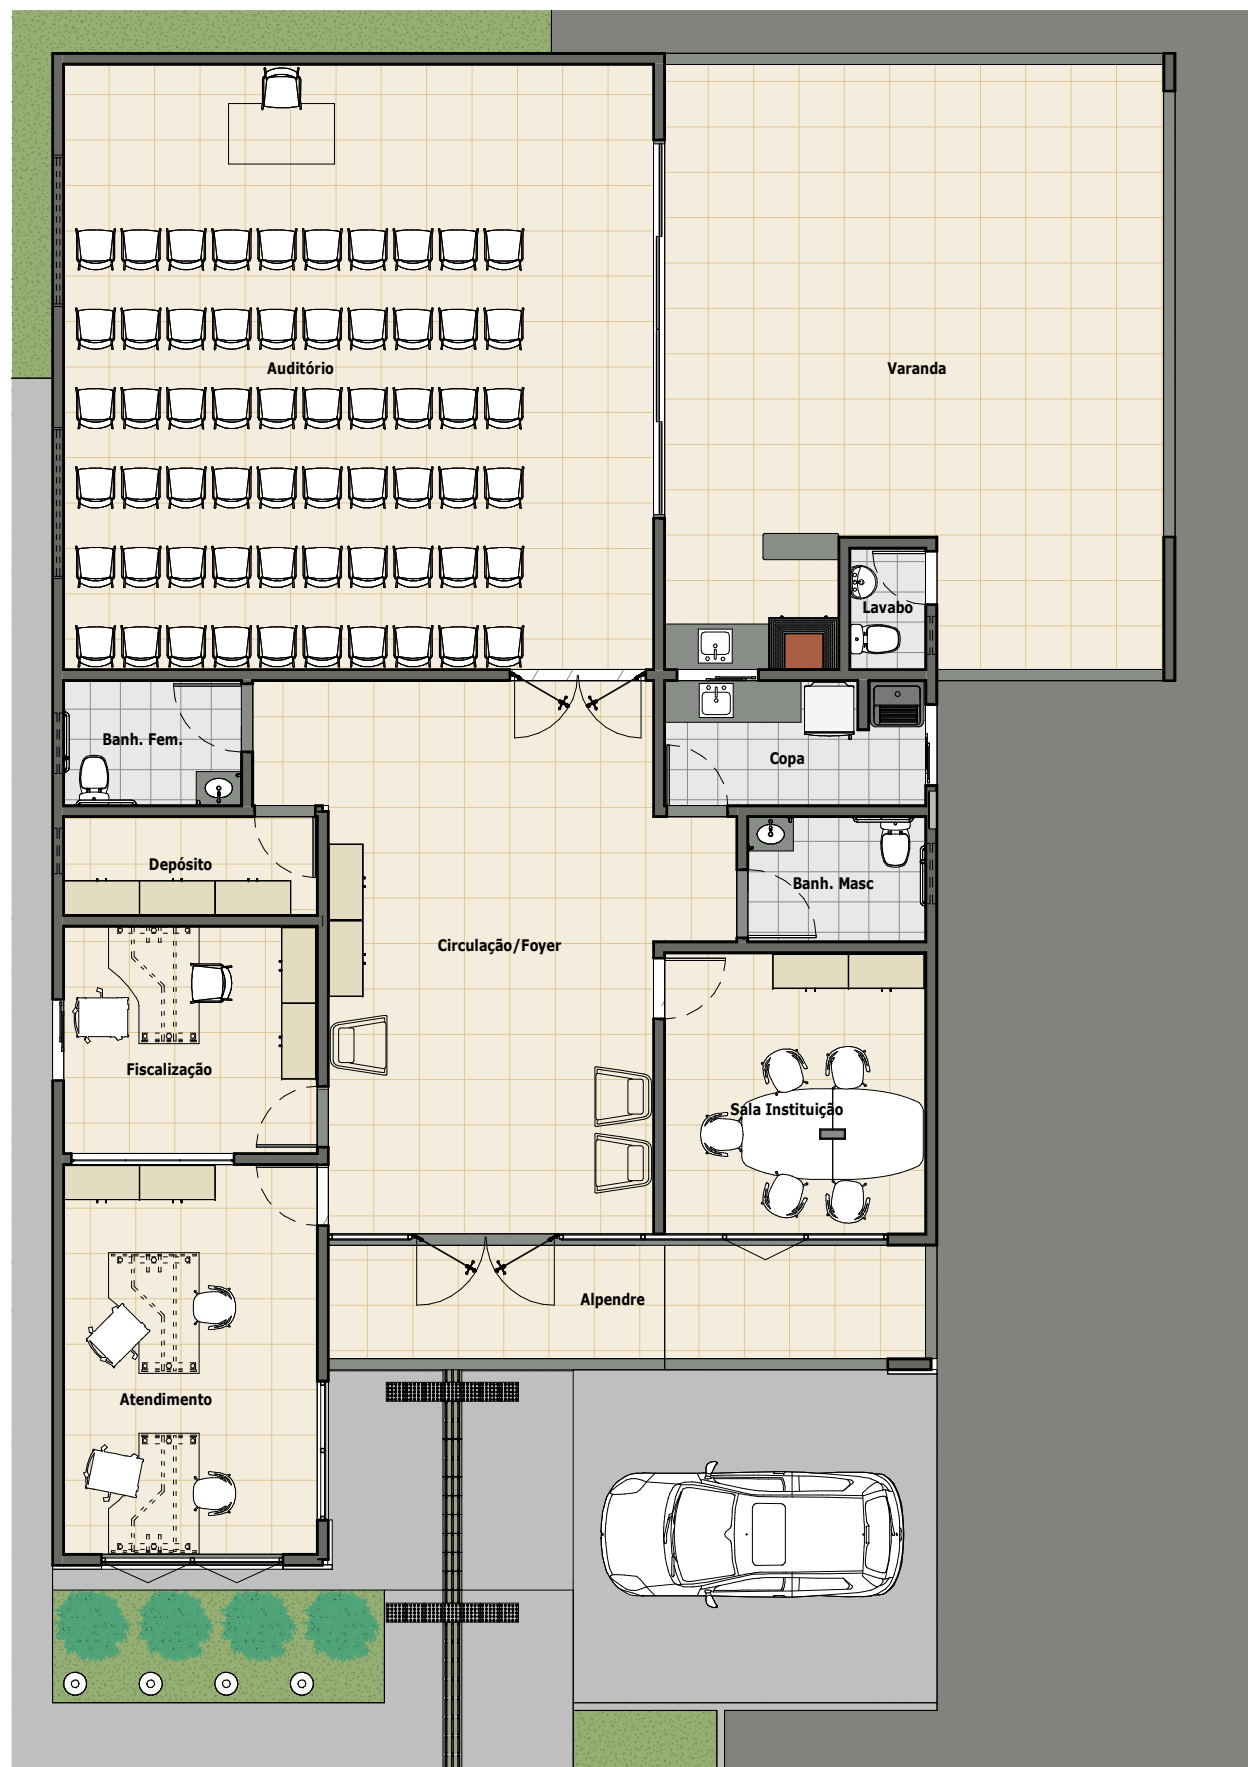 Auditório
Varanda
Lavabo
Banh. Fem.
Copa
Depósito
Banh. Masc
Circulação/Foyer
Fiscalização
Sala Instituição
Alpendre
Atendimento